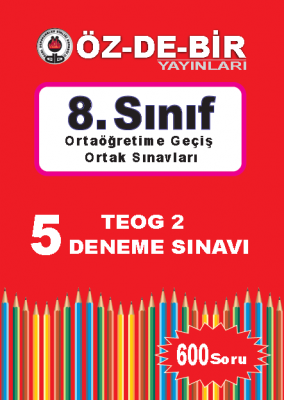 ÖZ-DE-BİR
YAYINLARI
8. Sınıf
Ortaöğretime Geçiş
Ortak Sınavları
5 TEOG 2
DENEME SINAVI
600 Soru